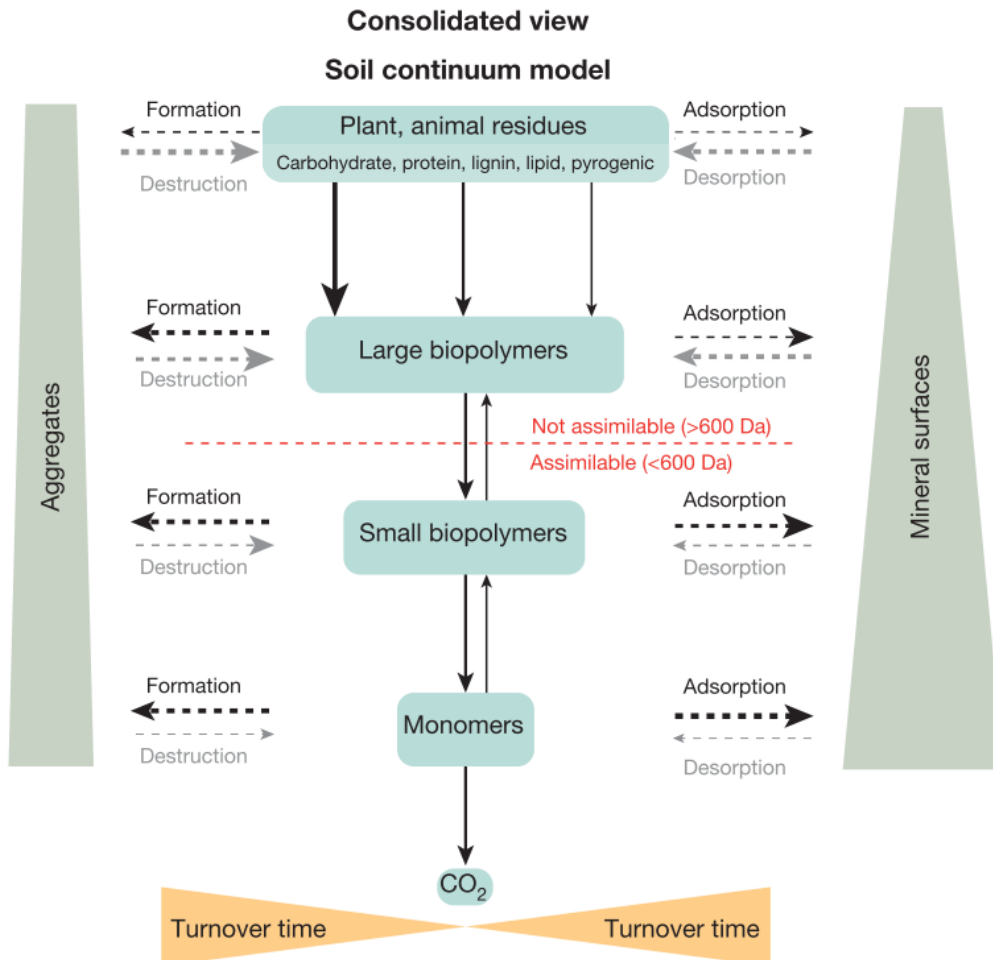 Consolidated view
Soil continuum model
Formation
Plant, animal residues
Adsorption
Carbohydrate, protein, lignin, lipid, pyrogenic
Destruction
Desorption
Formation
Large biopolymers
Adsorption
Destruction
Desorption
Aggregates
Mineral surfaces
Not assimilable (>600 Da)
Assimilable (<600 Da)
Formation
Small biopolymers
Adsorption
Destruction
Desorption
Formation
Monomers
Adsorption
Destruction
Desorption
CO₂
Turnover time
Turnover time